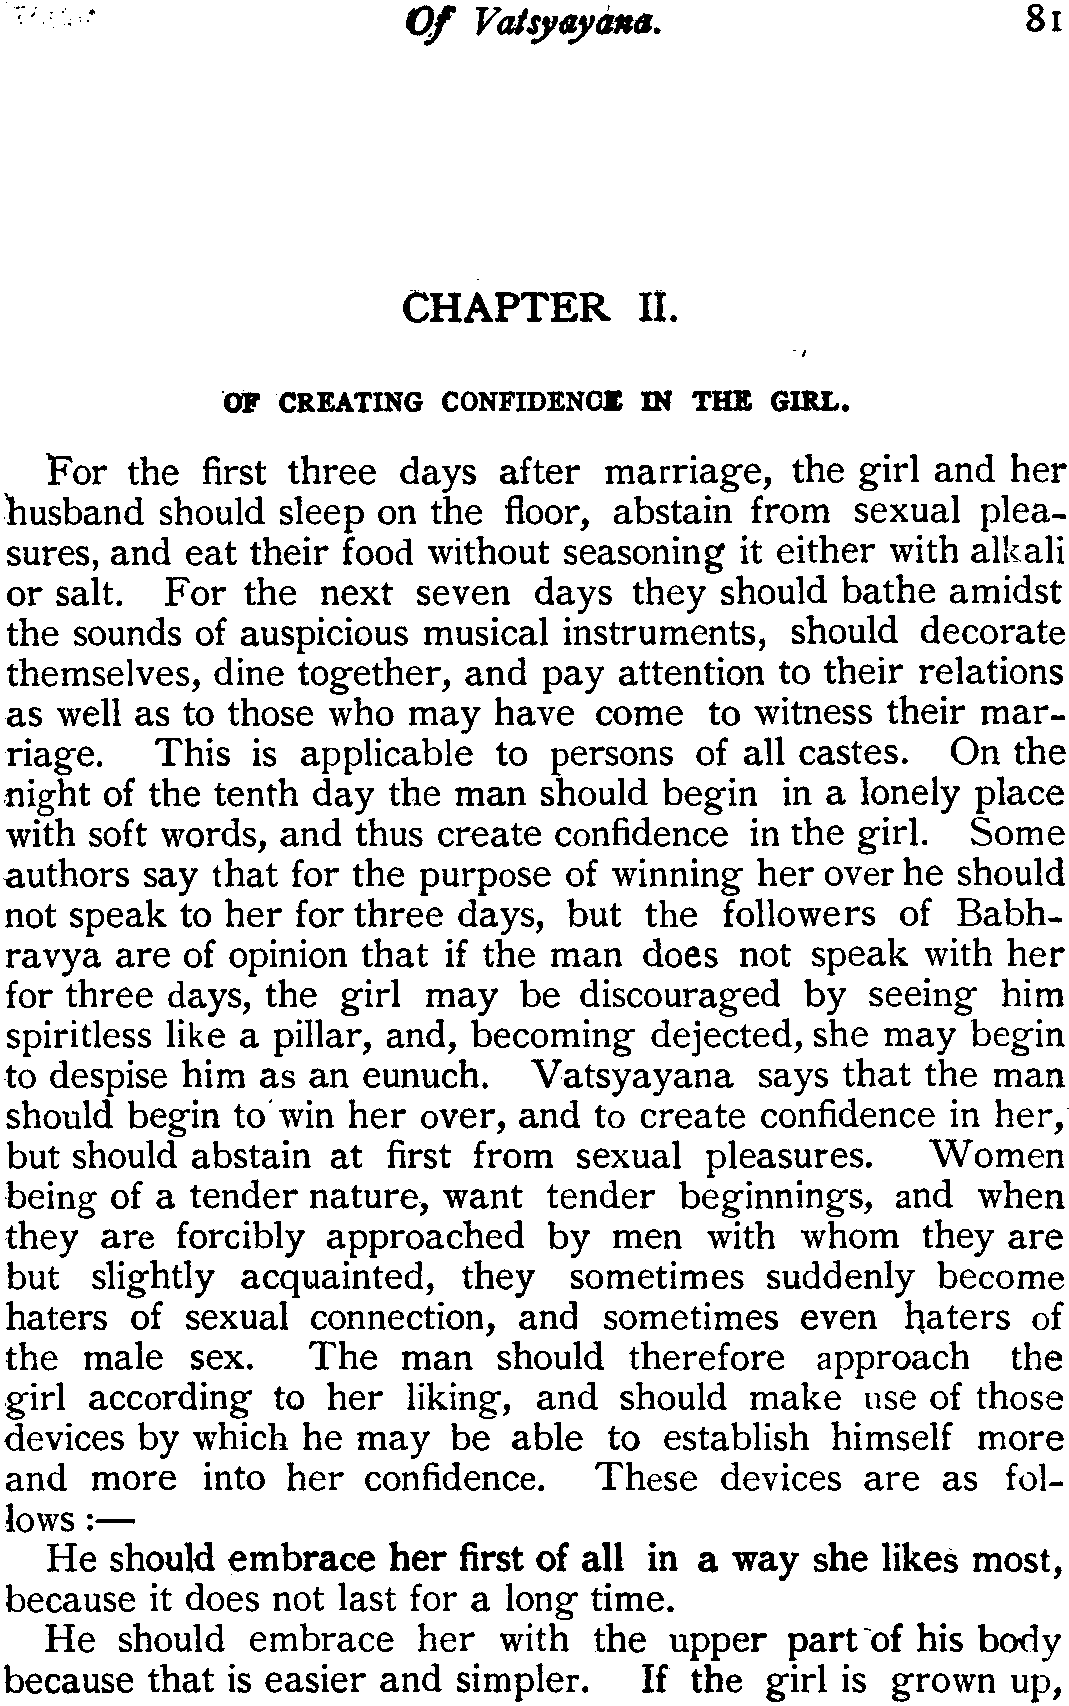 Of Vatsyayana. 81
CHAPTER II.
OF CREATING CONFIDENCE IN THE GIRL.
For the first three days after marriage, the girl and her
husband should sleep on the floor, abstain from sexual plea-
sures, and eat their food without seasoning it either with alkali
or salt. For the next seven days they should bathe amidst
the sounds of auspicious musical instruments, should decorate
themselves, dine together, and pay attention to their relations
as well as to those who may have come to witness their mar-
riage. This is applicable to persons of all castes. On the
night of the tenth day the man should begin in a lonely place
with soft words, and thus create confidence in the girl. Some
authors say that for the purpose of winning her over he should
not speak to her for three days, but the followers of Babh-
ravya are of opinion that if the man does not speak with her
for three days, the girl may be discouraged by seeing him
spiritless like a pillar, and, becoming dejected, she may begin
to despise him as an eunuch. Vatsyayana says that the man
should begin to win her over, and to create confidence in her,
but should abstain at first from sexual pleasures. Women
being of a tender nature, want tender beginnings, and when
they are forcibly approached by men with whom they are
but slightly acquainted, they sometimes suddenly become
haters of sexual connection, and sometimes even haters of
the male sex. The man should therefore approach the
girl according to her liking, and should make use of those
devices by which he may be able to establish himself more
and more into her confidence. These devices are as fol-
lows :—
He should embrace her first of all in a way she likes most,
because it does not last for a long time.
He should embrace her with the upper part of his body
because that is easier and simpler. If the girl is grown up,